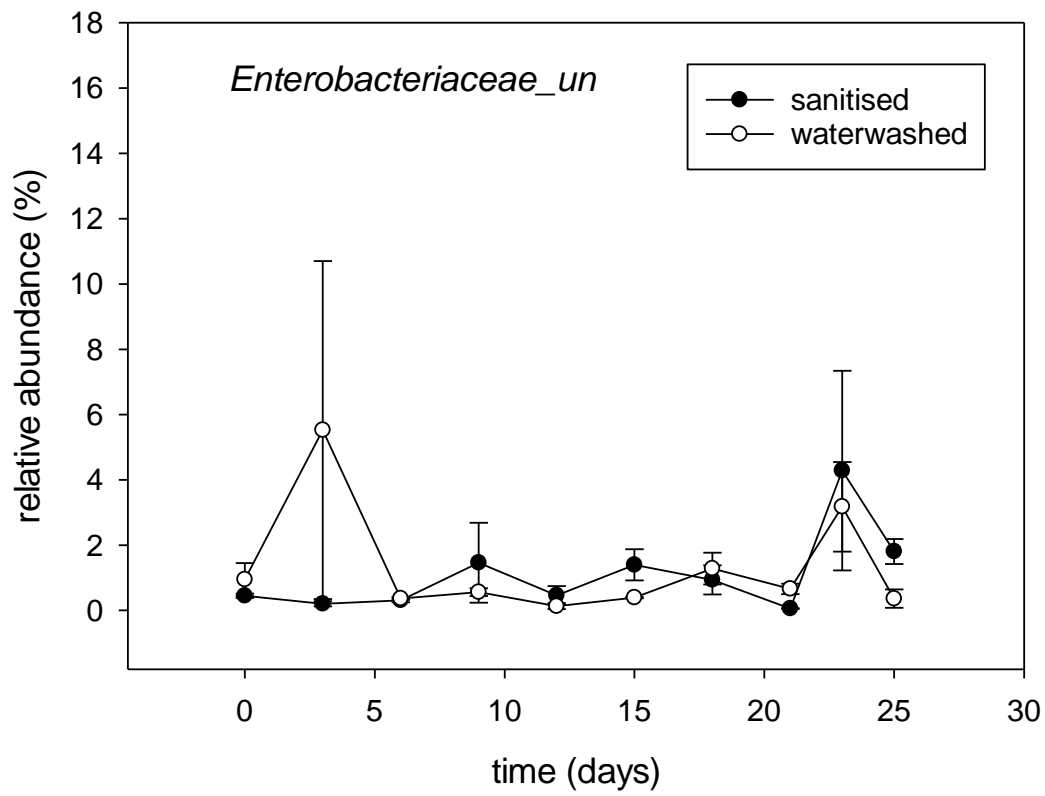 Enterobacteriaceae_un
sanitised
waterwashed
relative abundance (%)
18
16
14
12
10
8
6
4
2
0
0 5 10 15 20 25 30
time (days)